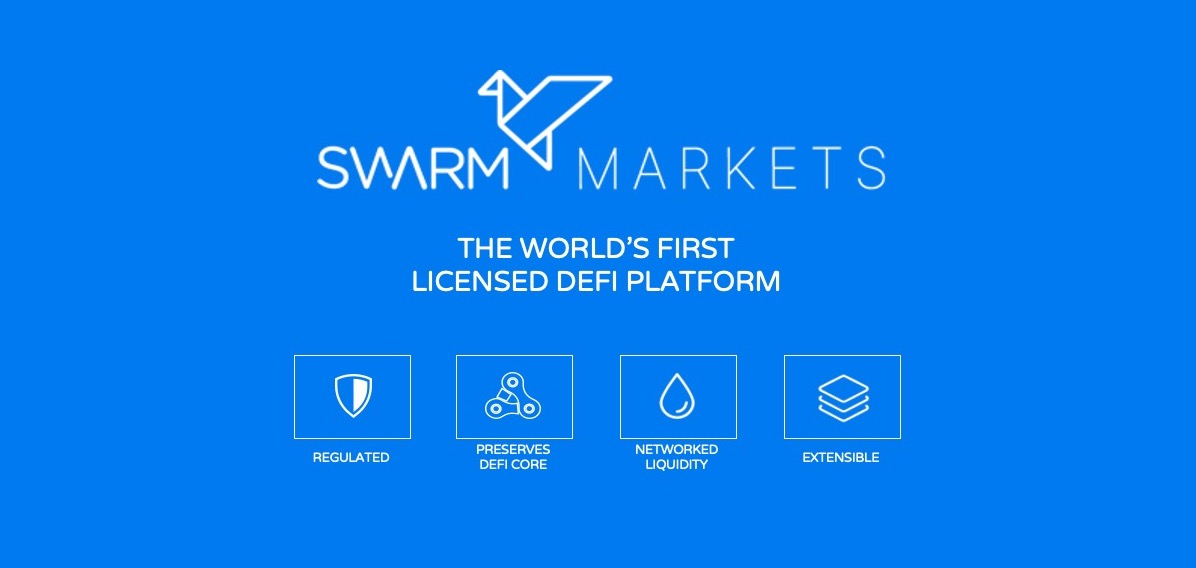 SWARM MARKETS
THE WORLD’S FIRST
LICENSED DEFI PLATFORM
REGULATED
PRESERVES
DEFI CORE
NETWORKED
LIQUIDITY
EXTENSIBLE